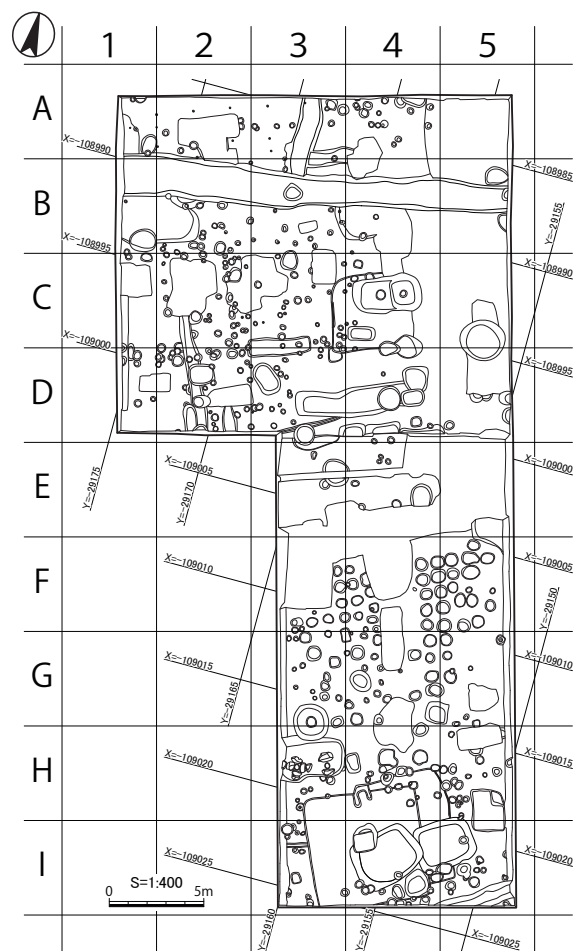 1 2 3 4 5
A
X=-108990
X=-108985
B
Y=-29155
X=-108995
X=-108990
C
X=-109000
X=-108995
D
Y=-29175
Y=-29170
X=-109005
X=-109000
E
X=-109010
X=-109005
F
Y=-29150
X=-109015
X=-109010
G
Y=-29165
X=-109020
X=-109015
H
X=-109025
X=-109020
I
S=1:400
0 5m
Y=-29160
Y=-29155
X=-109025